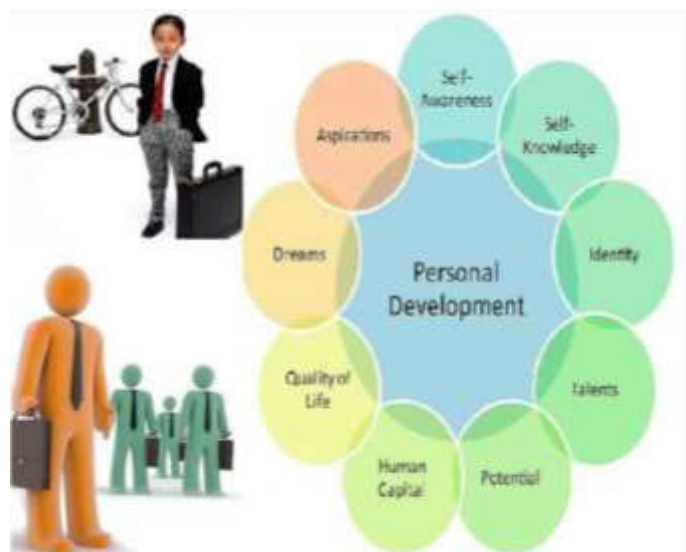 Self-
Awareness
Self-
Knowledge
Identity
Talents
Potential
Human
Capital
Quality of
Life
Dreams
Aspirations
Personal
Development